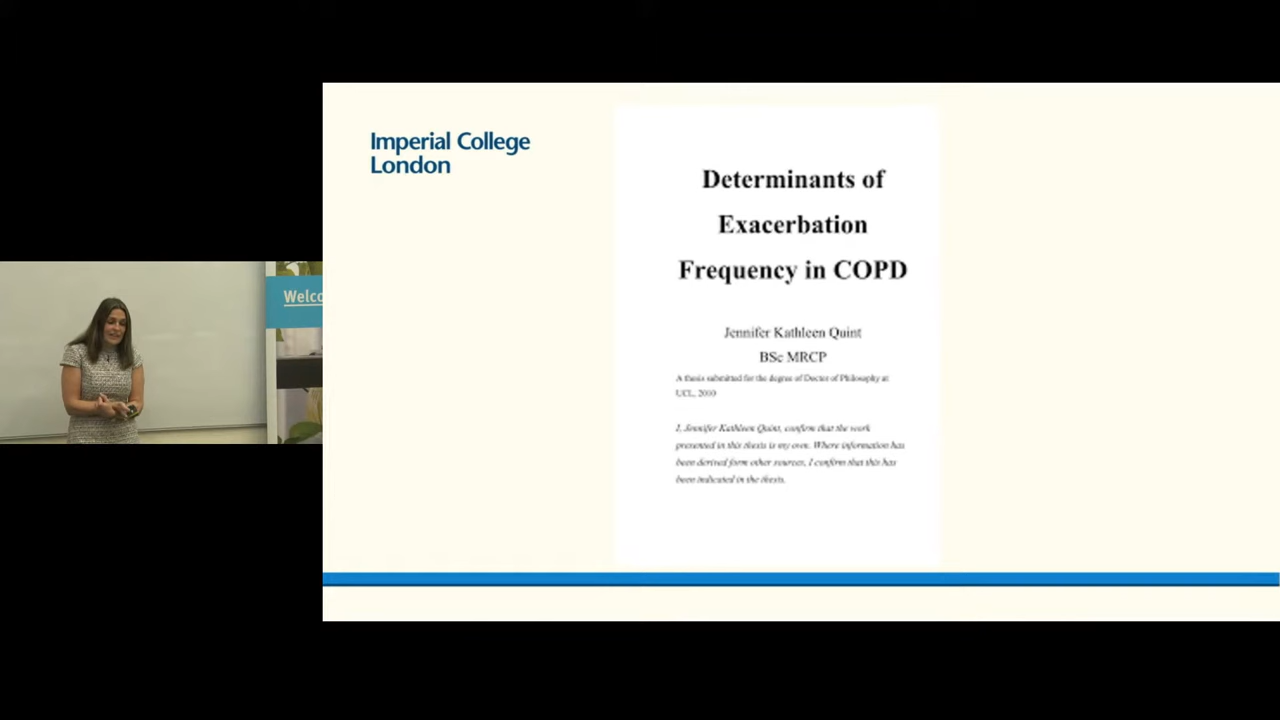 Imperial College
London
Determinants of
Exacerbation
Frequency in COPD
Jennifer Kathleen Quint
BSc MRCP
A thesis submitted for the degree of Doctor of Philosophy at
UCL, 2010
I, Jennifer Kathleen Quint, confirm that the work
presented in this thesis is my own. Where information has
been derived form other sources, I confirm that this has
been indicated in the thesis.
Welco